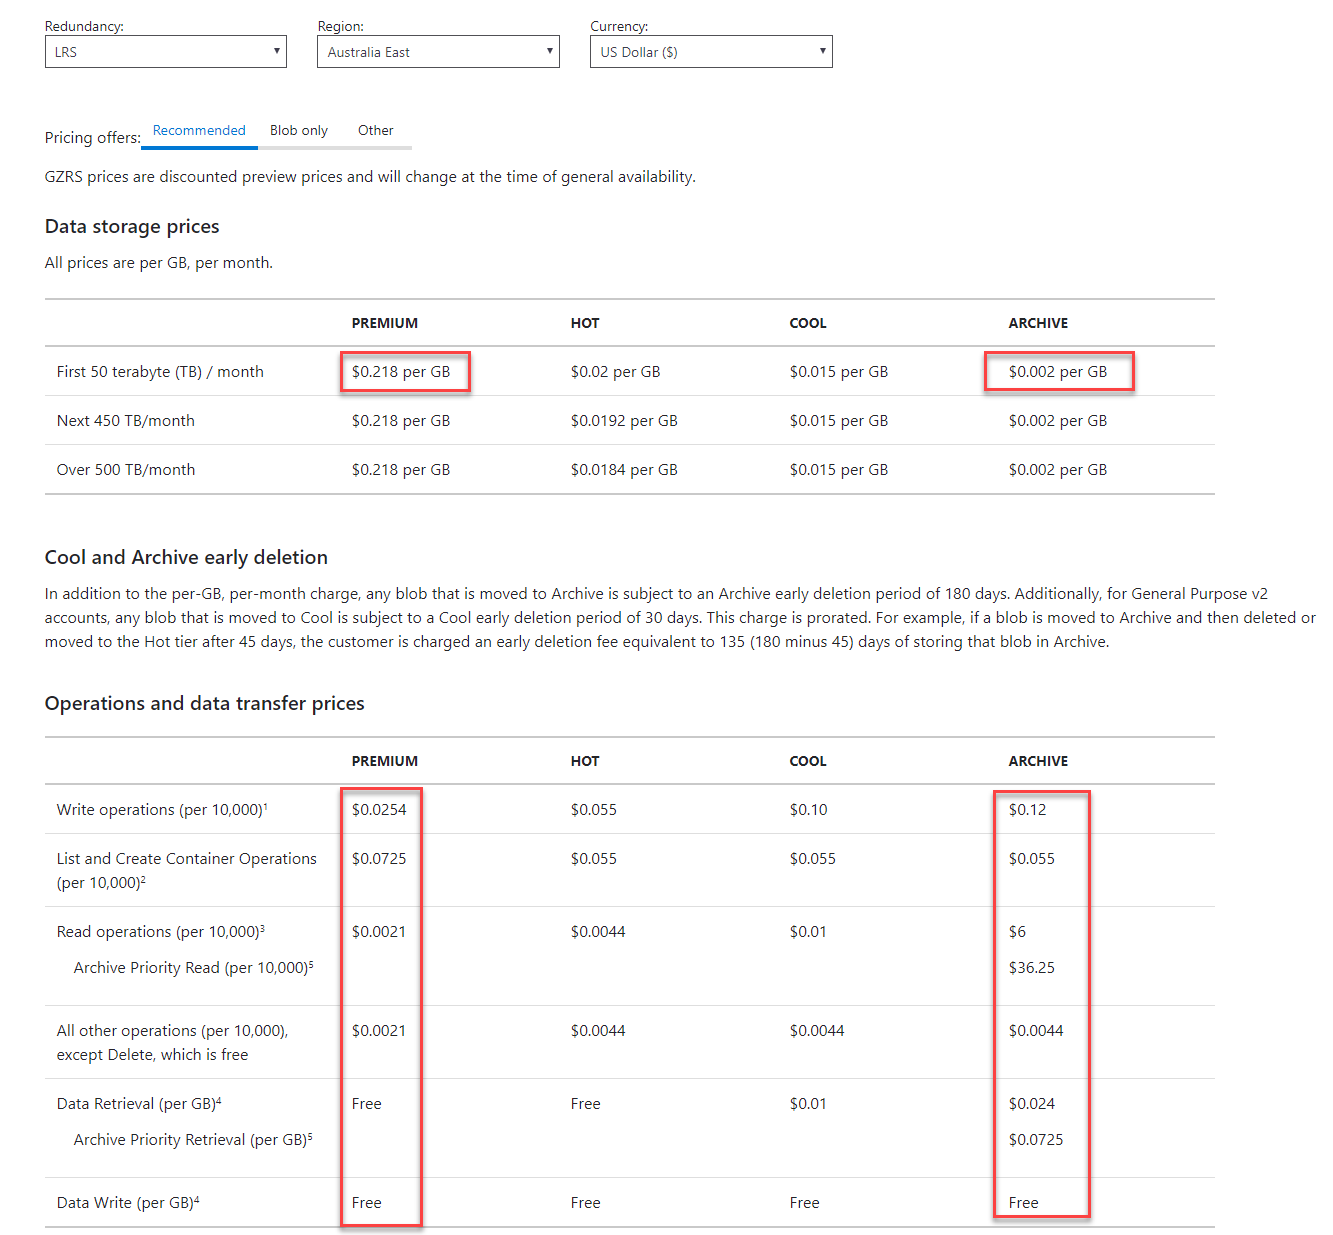 Redundancy: Region: Currency:
LRS Australia East US Dollar ($)
Pricing offers: Recommended Blob only Other
GZRS prices are discounted preview prices and will change at the time of general availability.
Data storage prices
All prices are per GB, per month.
PREMIUM HOT COOL ARCHIVE
First 50 terabyte (TB) / month $0.218 per GB $0.02 per GB $0.015 per GB $0.002 per GB
Next 450 TB/month $0.218 per GB $0.0192 per GB $0.015 per GB $0.002 per GB
Over 500 TB/month $0.218 per GB $0.0184 per GB $0.015 per GB $0.002 per GB
Cool and Archive early deletion
In addition to the per-GB, per-month charge, any blob that is moved to Archive is subject to an Archive early deletion period of 180 days. Additionally, for General Purpose v2
accounts, any blob that is moved to Cool is subject to a Cool early deletion period of 30 days. This charge is prorated. For example, if a blob is moved to Archive and then deleted or
moved to the Hot tier after 45 days, the customer is charged an early deletion fee equivalent to 135 (180 minus 45) days of storing that blob in Archive.
Operations and data transfer prices
PREMIUM HOT COOL ARCHIVE
Write operations (per 10,000)¹ $0.0254 $0.055 $0.10 $0.12
List and Create Container Operations $0.0725 $0.055 $0.055 $0.055
(per 10,000)²
Read operations (per 10,000)³ $0.0021 $0.0044 $0.01 $6
Archive Priority Read (per 10,000)⁵ $36.25
All other operations (per 10,000), $0.0021 $0.0044 $0.0044 $0.0044
except Delete, which is free
Data Retrieval (per GB)⁴ Free Free $0.01 $0.024
Archive Priority Retrieval (per GB)⁵ $0.0725
Data Write (per GB)⁴ Free Free Free Free